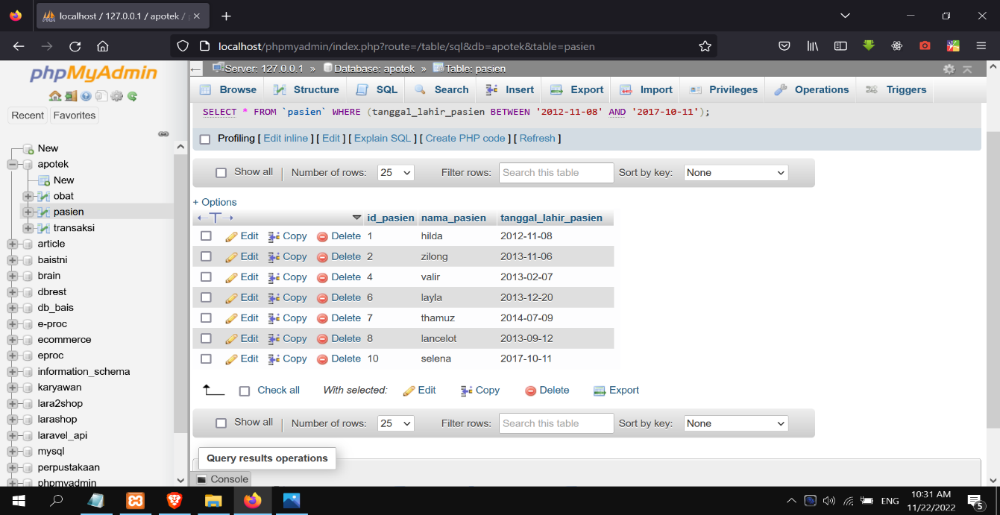 localhost / 127.0.0.1 / apotek /
localhost/phpmyadmin/index.php?route=/table/sql&db=apotek&table=pasien
phpMyAdmin
Recent Favorites
New
apotek
New
obat
pasien
transaksi
article
baistni
brain
dbrest
db_bais
e-proc
ecommerce
eproc
information_schema
karyawan
lara2shop
larashop
laravel_api
mysql
perpustakaan
phpmyadmin
Server: 127.0.0.1 » Database: apotek » Table: pasien
Browse Structure SQL Search Insert Export Import Privileges Operations Triggers
SELECT * FROM `pasien` WHERE (tanggal_lahir_pasien BETWEEN '2012-11-08' AND '2017-10-11');
Profiling [ Edit inline ] [ Edit ] [ Explain SQL ] [ Create PHP code ] [ Refresh ]
Show all | Number of rows: 25 Filter rows: Search this table Sort by key: None
+ Options
←T→ id_pasien nama_pasien tanggal_lahir_pasien
Edit Copy Delete 1 hilda 2012-11-08
Edit Copy Delete 2 zilong 2013-11-06
Edit Copy Delete 4 valir 2013-02-07
Edit Copy Delete 6 layla 2013-12-20
Edit Copy Delete 7 thamuz 2014-07-09
Edit Copy Delete 8 lancelot 2013-09-12
Edit Copy Delete 10 selena 2017-10-11
Check all With selected: Edit Copy Delete Export
Show all | Number of rows: 25 Filter rows: Search this table Sort by key: None
Query results operations
Console
ENG
10:31 AM
11/22/2022
5